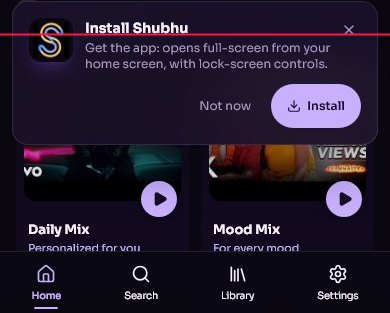 Install Shubhu
Get the app: opens full-screen from your
home screen, with lock-screen controls.
Not now
Install
VO
VIEWS
Daily Mix
Mood Mix
Personalized for you
For every mood
Home
Search
Library
Settings